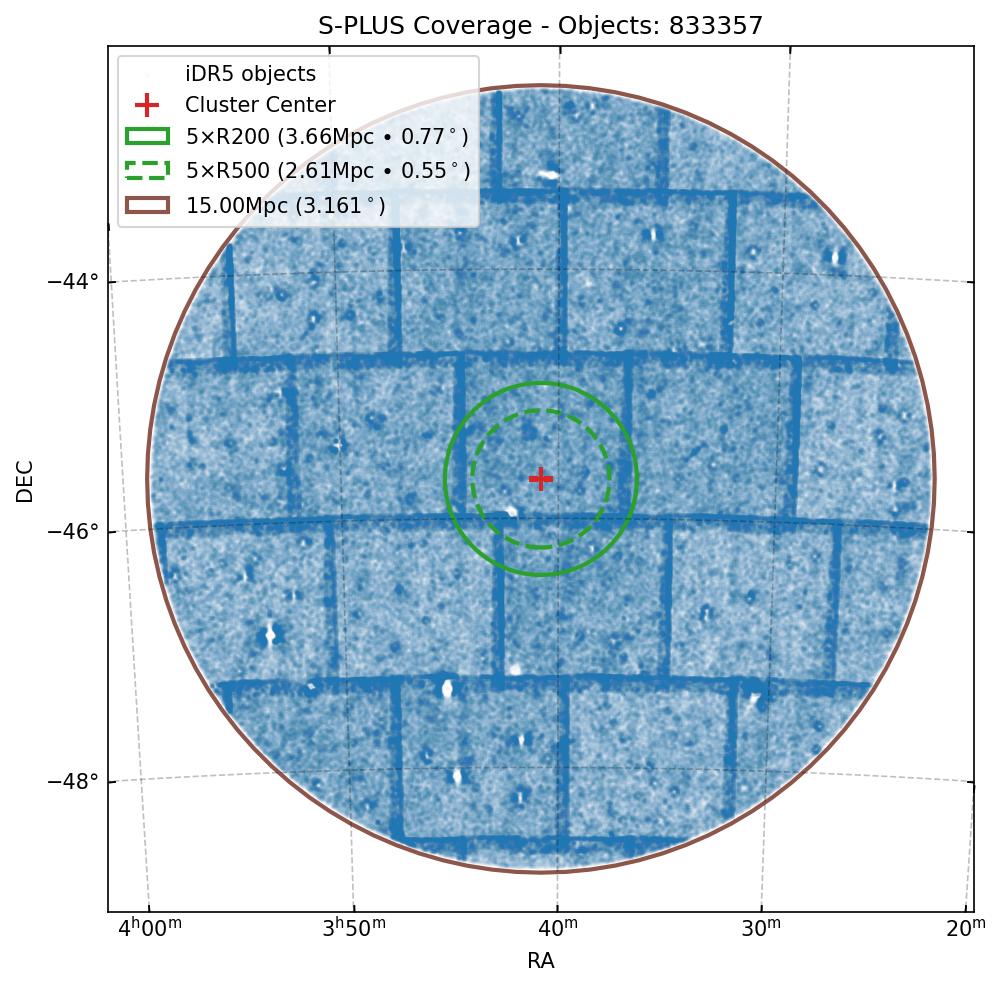 S-PLUS Coverage - Objects: 833357
iDR5 objects
Cluster Center
5×R200 (3.66Mpc • 0.77°)
5×R500 (2.61Mpc • 0.55°)
15.00Mpc (3.161°)
−44°
−46°
−48°
DEC
4ʰ00ᵐ 3ʰ50ᵐ 40ᵐ 30ᵐ 20ᵐ
RA